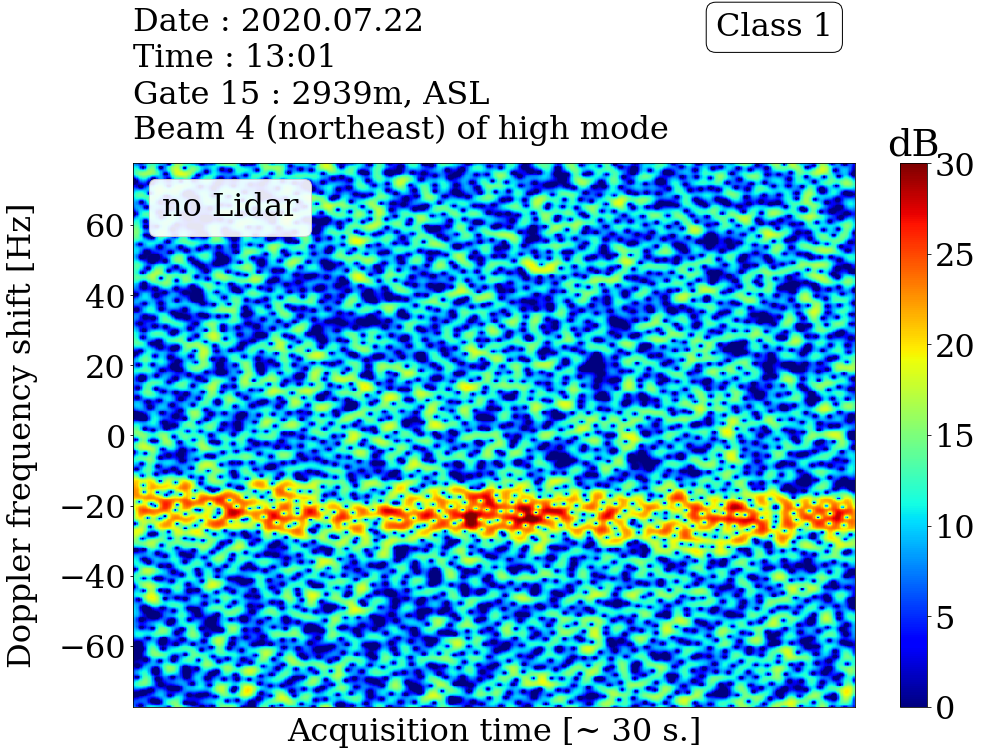 Date : 2020.07.22
Time : 13:01
Gate 15 : 2939m, ASL
Beam 4 (northeast) of high mode
Class 1
dB
no Lidar
Doppler frequency shift [Hz]
60
40
20
0
−20
−40
−60
Acquisition time [~ 30 s.]
30
25
20
15
10
5
0